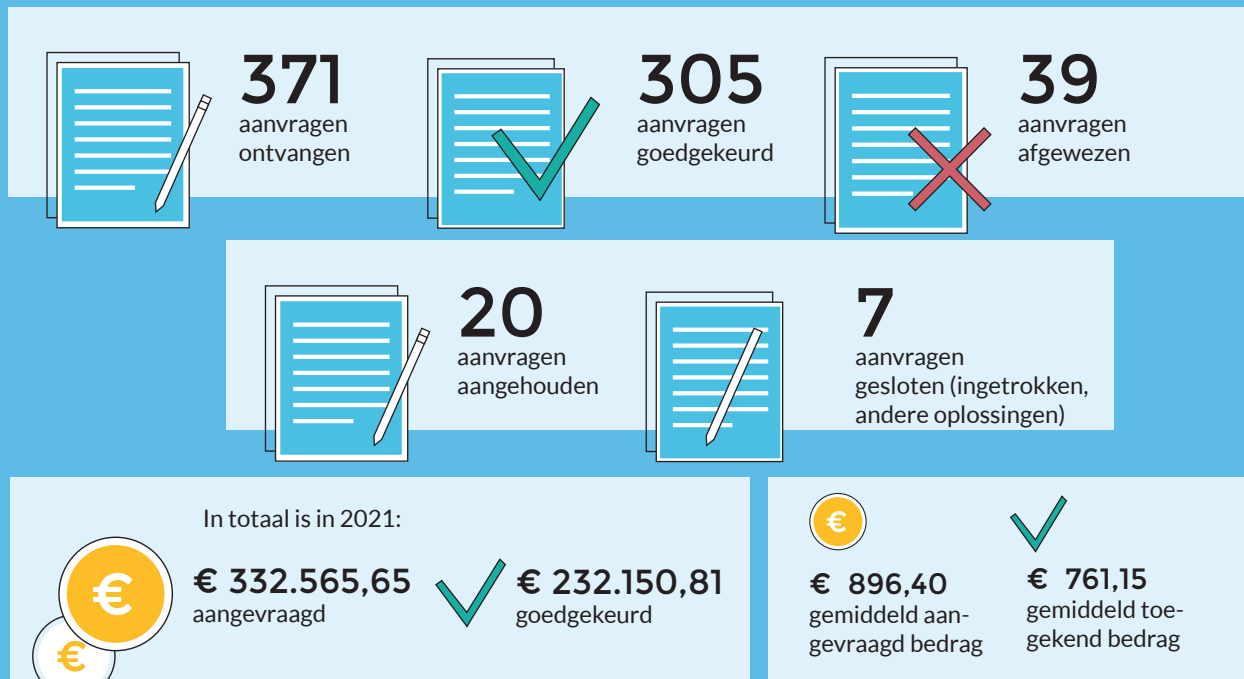 371
aanvragen
ontvangen
305
aanvragen
goedgekeurd
39
aanvragen
afgewezen
20
aanvragen
aangehouden
7
aanvragen
gesloten (ingetrokken,
andere oplossingen)
In totaal is in 2021:
€
€
€ 332.565,65
aangevraagd
€ 232.150,81
goedgekeurd
€
€ 896,40
gemiddeld aan-
gevraagd bedrag
€ 761,15
gemiddeld toe-
gekend bedrag